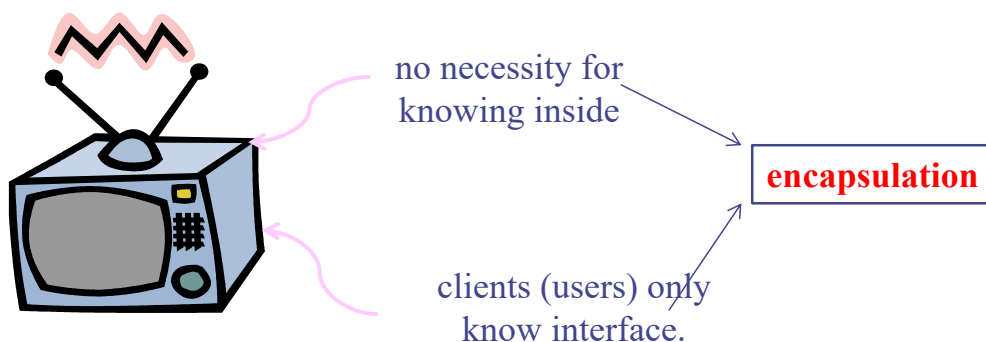 no necessity for
knowing inside
encapsulation
clients (users) only
know interface.